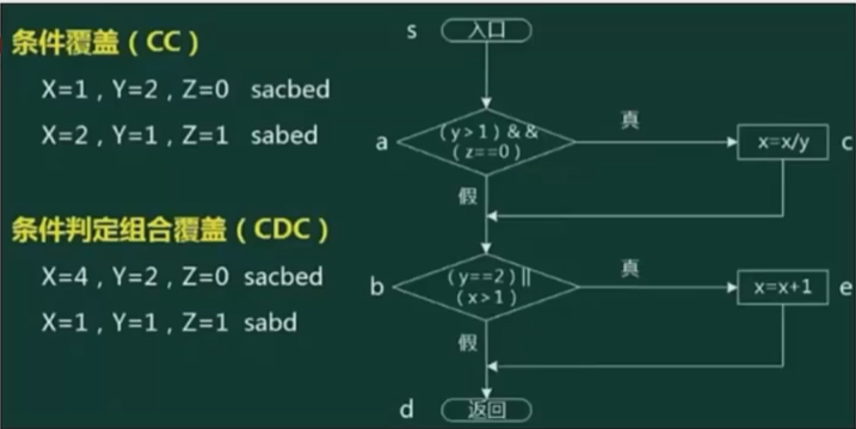 条件覆盖（CC）
X=1，Y=2，Z=0 sacbed
X=2，Y=1，Z=1 sabed
条件判定组合覆盖（CDC）
X=4，Y=2，Z=0 sacbed
X=1，Y=1，Z=1 sabd
s
入口
a
(y>1)&&
(z==0)
真
x=x/y
c
假
b
(y==2)||
(x>1)
真
x=x+1
e
假
d
返回